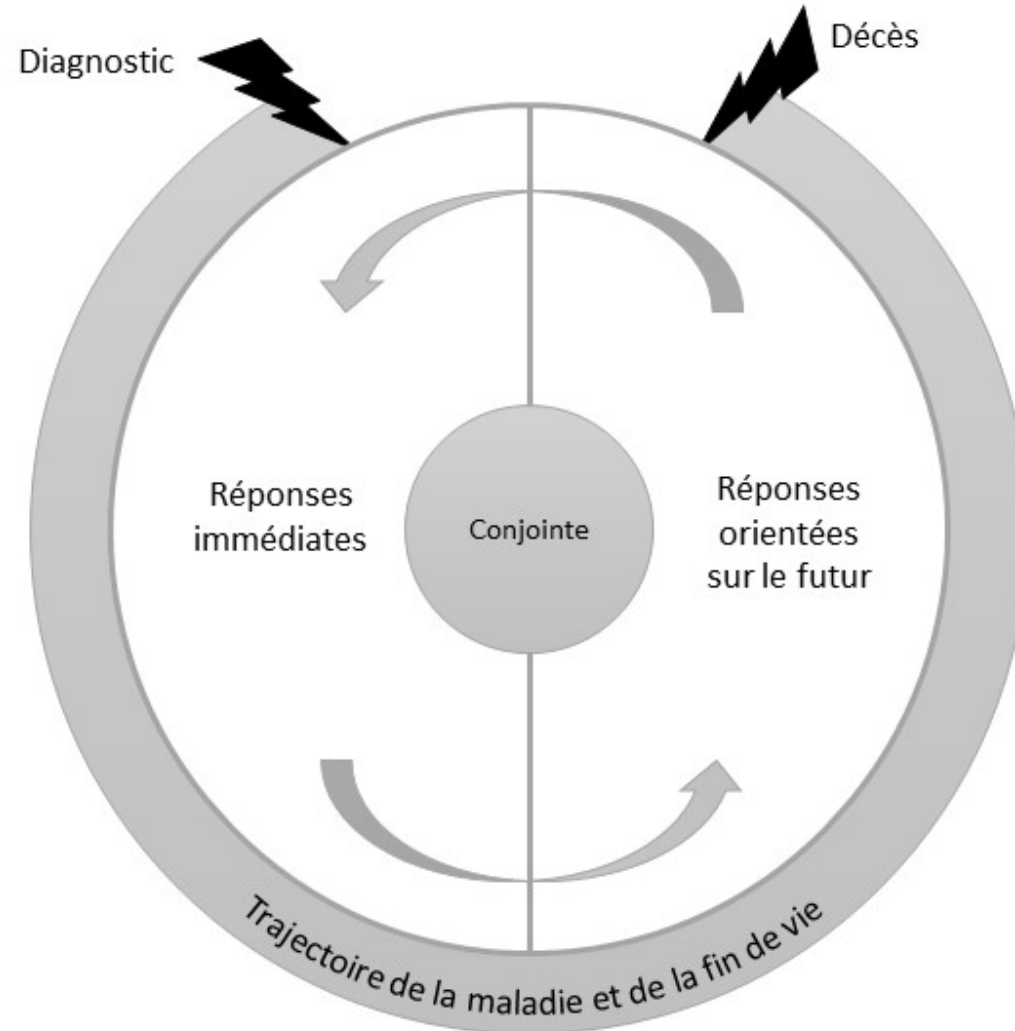 Diagnostic
Décès
Réponses
immédiates
Conjointe
Réponses
orientées
sur le futur
Trajectoire de la maladie et de la fin de vie